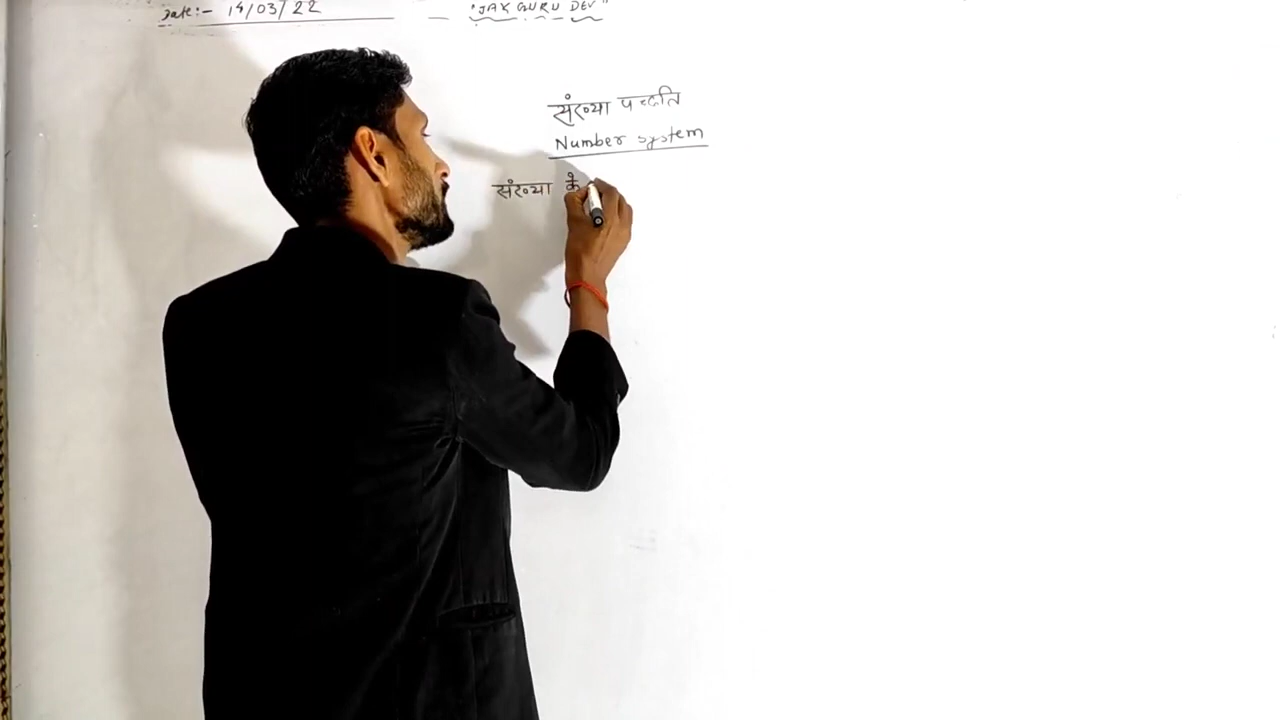 Date:- 14/03/22 "JAY GURU DEV"
संख्या पद्धति
Number system
संख्या के